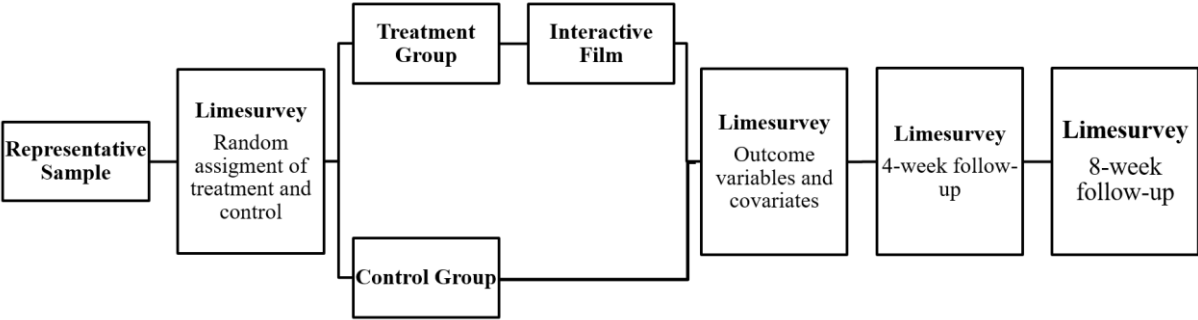 Representative
Sample
Limesurvey
Random
assigment of
treatment and
control
Treatment
Group
Interactive
Film
Control Group
Limesurvey
Outcome
variables and
covariates
Limesurvey
4-week follow-
up
Limesurvey
8-week
follow-up